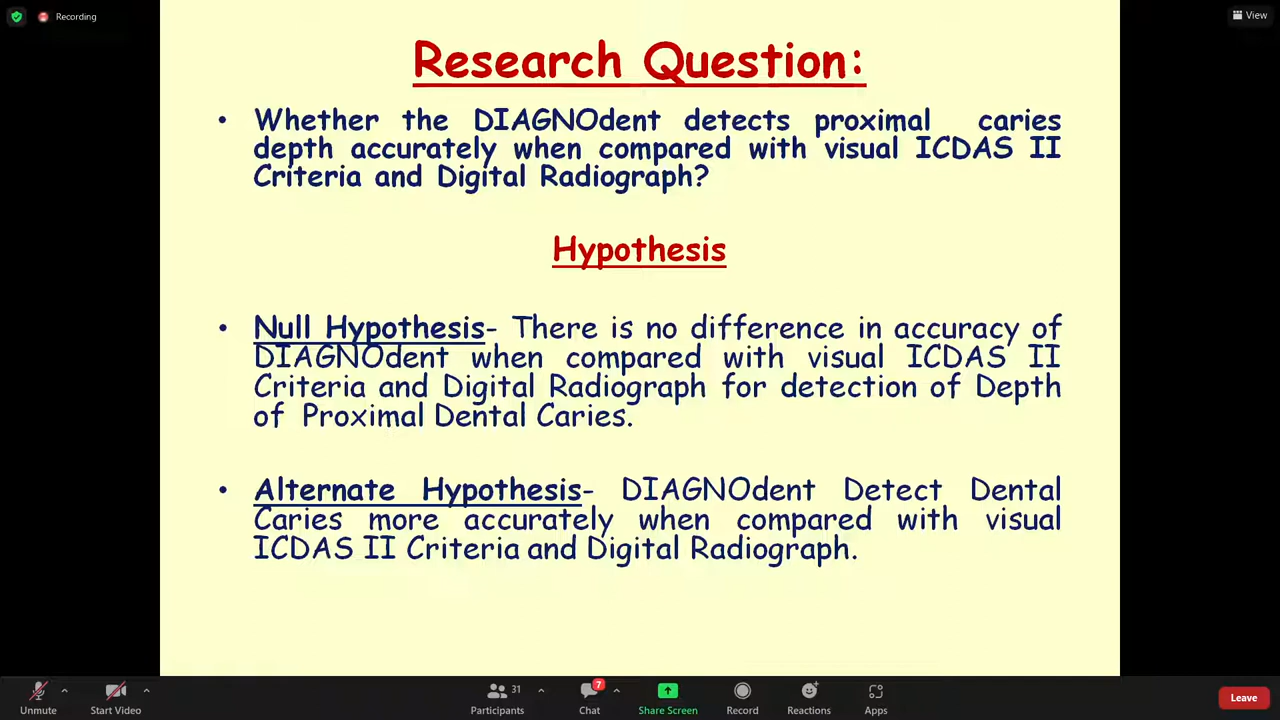 Recording
View
Research Question:
• Whether the DIAGNOdent detects proximal caries
depth accurately when compared with visual ICDAS II
Criteria and Digital Radiograph?
Hypothesis
• Null Hypothesis- There is no difference in accuracy of
DIAGNOdent when compared with visual ICDAS II
Criteria and Digital Radiograph for detection of Depth
of Proximal Dental Caries.
• Alternate Hypothesis- DIAGNOdent Detect Dental
Caries more accurately when compared with visual
ICDAS II Criteria and Digital Radiograph.
31
7
Unmute
Start Video
Participants
Chat
Share Screen
Record
Reactions
Apps
Leave